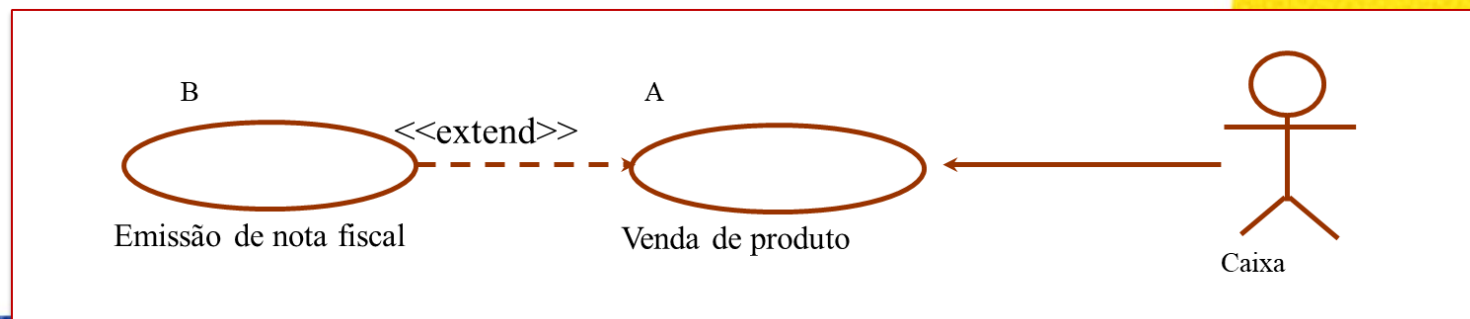 B
A
<<extend>>
Emissão de nota fiscal
Venda de produto
Caixa